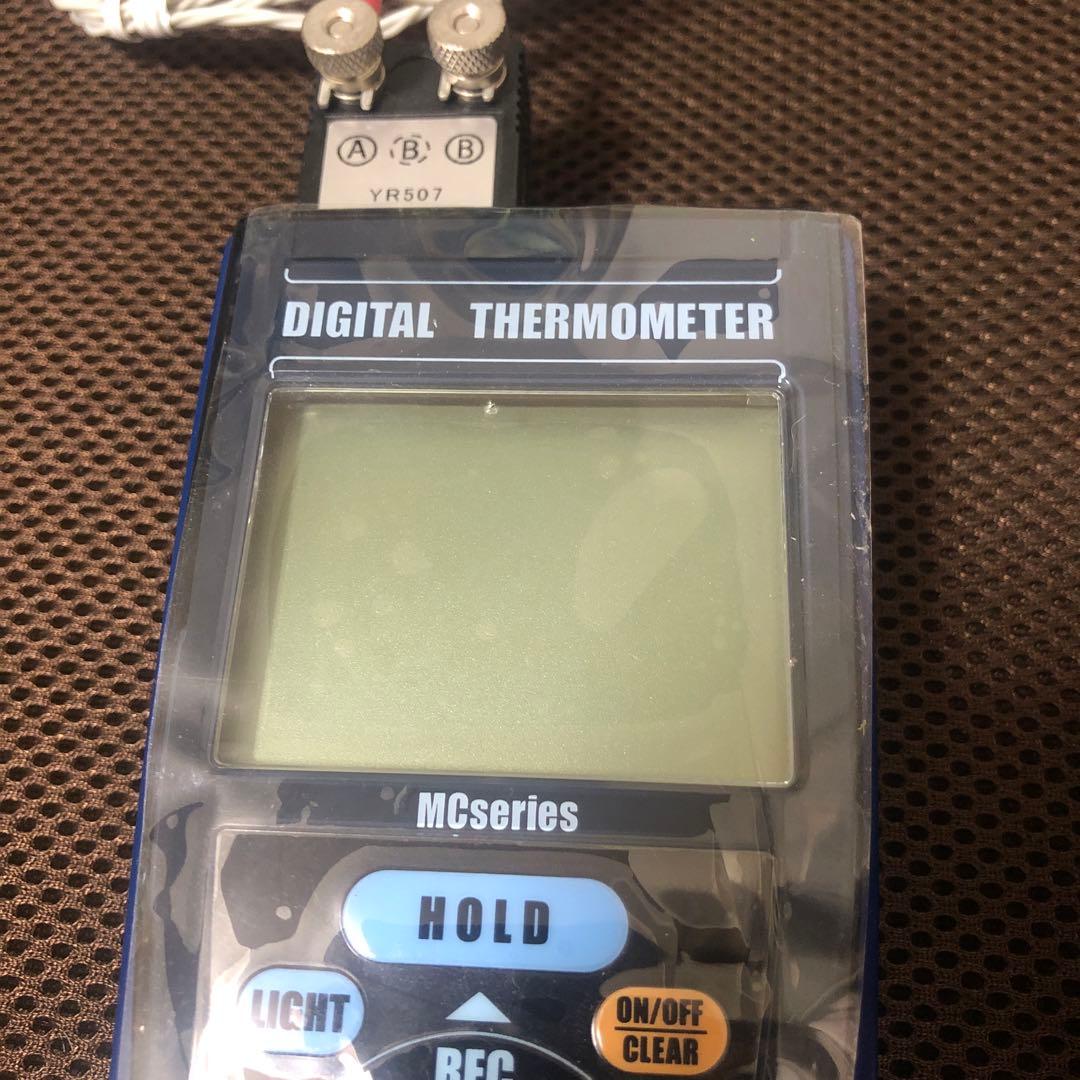 Ⓐ Ⓑ Ⓑ
YR507
DIGITAL THERMOMETER
MCseries
HOLD
LIGHT
ON/OFF
CLEAR
REC